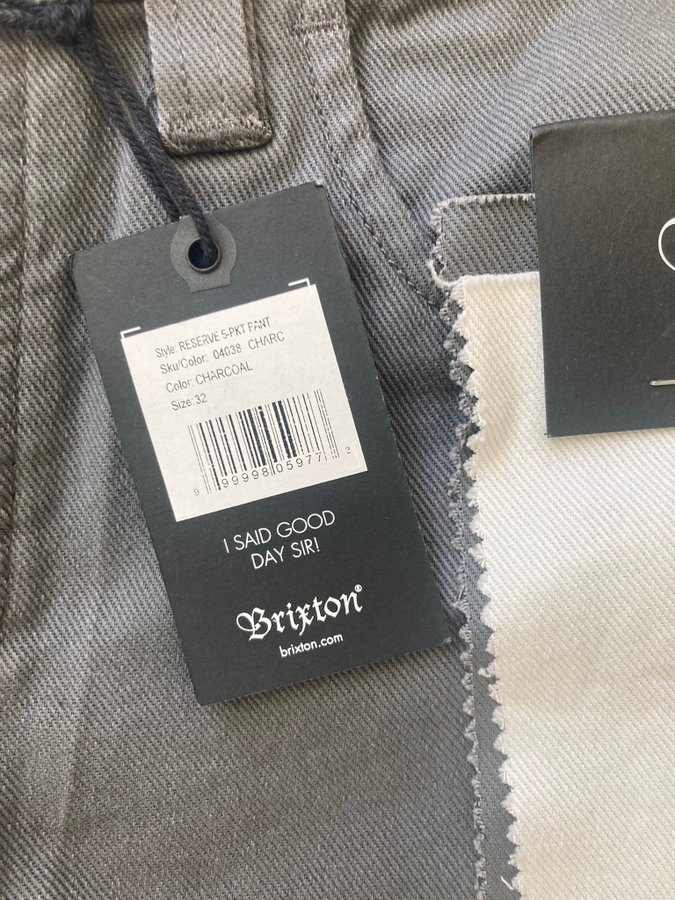 Style: RESERVE 5-PKT PANT
Sku/Color: 04038 CHARC
Color: CHARCOAL
Size: 32
9 99998 05977 3
I SAID GOOD
DAY SIR!
Brixton®
brixton.com